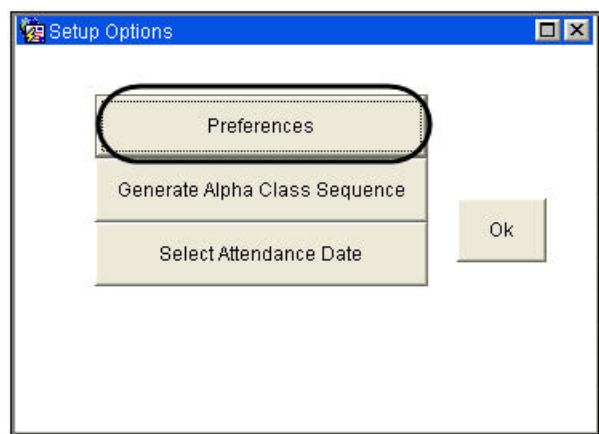 Setup Options
Preferences
Generate Alpha Class Sequence
Ok
Select Attendance Date